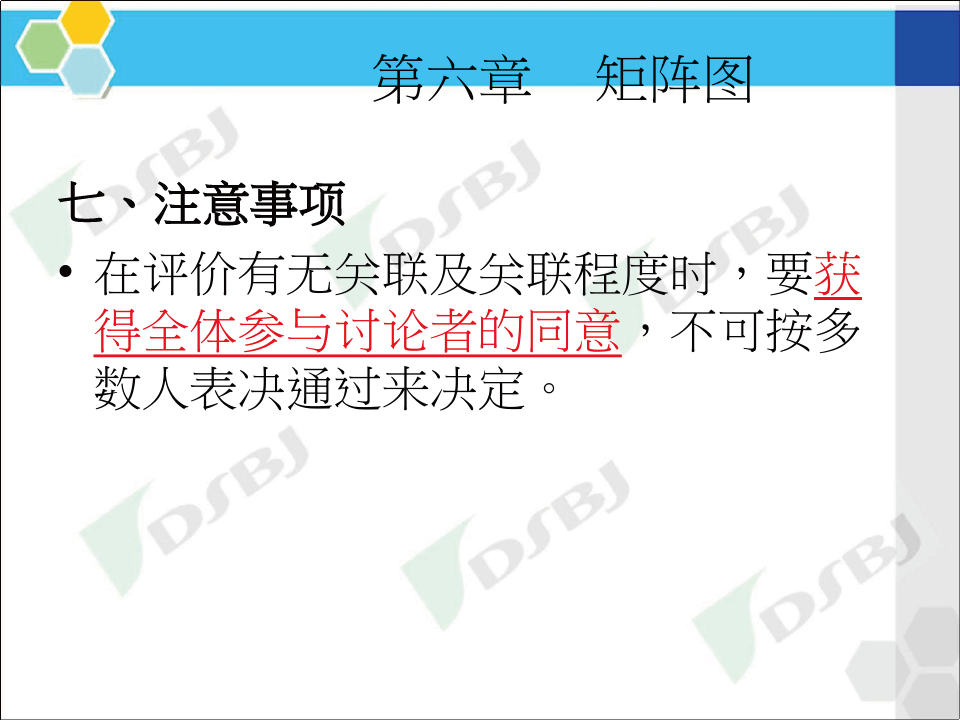 第六章 矩阵图
七、注意事项
• 在评价有无关联及关联程度时，要获
得全体参与讨论者的同意，不可按多
数人表决通过来决定。
DSBJ
DSBJ
DSBJ
DSBJ
DSBJ
DSBJ